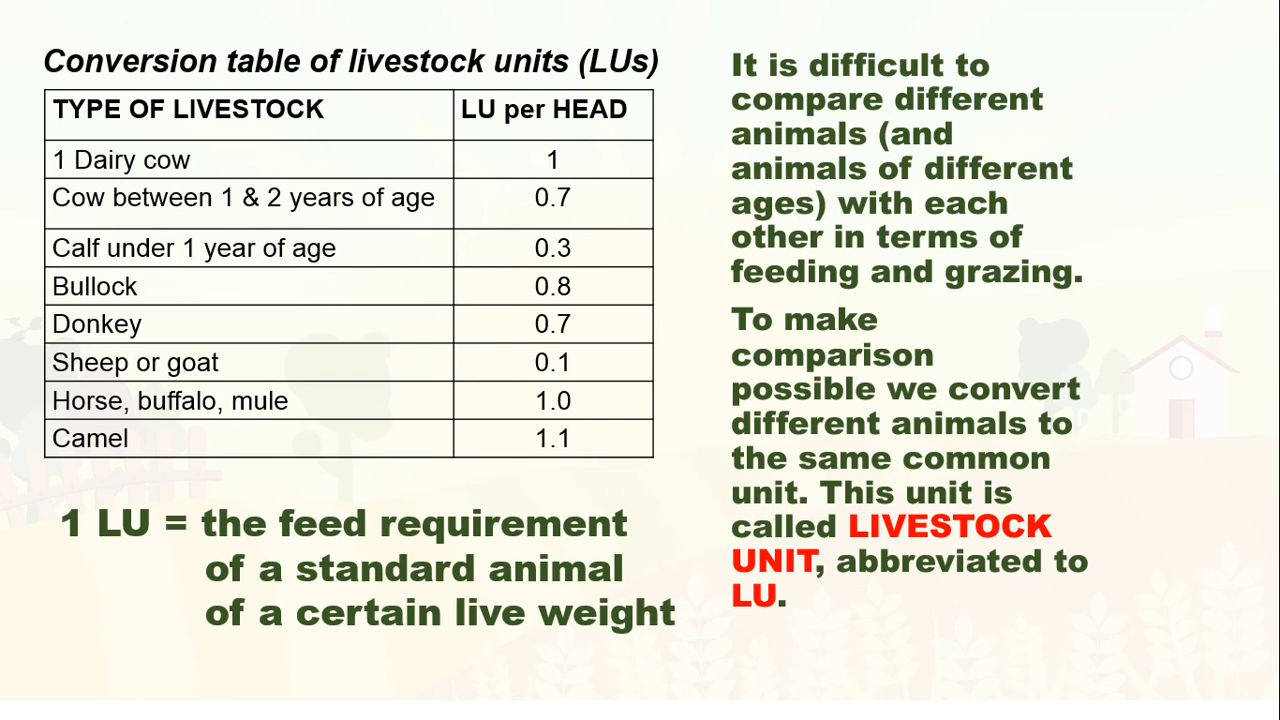 Conversion table of livestock units (LUs)
TYPE OF LIVESTOCK LU per HEAD
1 Dairy cow 1
Cow between 1 & 2 years of age 0.7
Calf under 1 year of age 0.3
Bullock 0.8
Donkey 0.7
Sheep or goat 0.1
Horse, buffalo, mule 1.0
Camel 1.1
1 LU = the feed requirement
of a standard animal
of a certain live weight
It is difficult to
compare different
animals (and
animals of different
ages) with each
other in terms of
feeding and grazing.
To make
comparison
possible we convert
different animals to
the same common
unit. This unit is
called LIVESTOCK
UNIT, abbreviated to
LU.